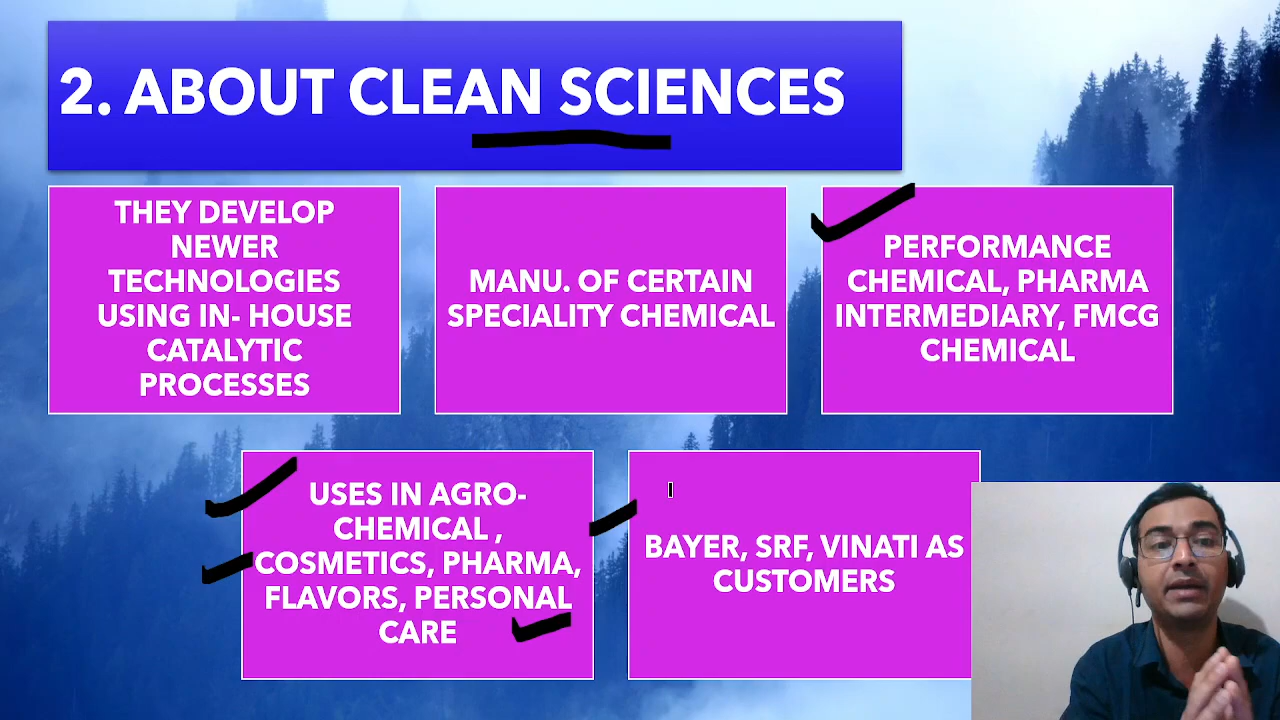 2. ABOUT CLEAN SCIENCES
THEY DEVELOP
NEWER
TECHNOLOGIES
USING IN- HOUSE
CATALYTIC
PROCESSES
MANU. OF CERTAIN
SPECIALITY CHEMICAL
PERFORMANCE
CHEMICAL, PHARMA
INTERMEDIARY, FMCG
CHEMICAL
USES IN AGRO-
CHEMICAL ,
COSMETICS, PHARMA,
FLAVORS, PERSONAL
CARE
BAYER, SRF, VINATI AS
CUSTOMERS